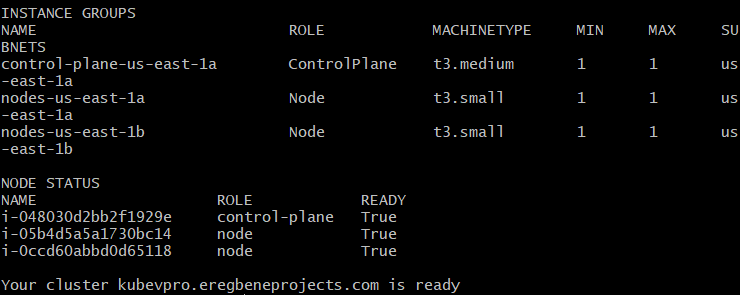 INSTANCE GROUPS
NAME ROLE MACHINETYPE MIN MAX SU
BNETS
control-plane-us-east-1a ControlPlane t3.medium 1 1 us
-east-1a
nodes-us-east-1a Node t3.small 1 1 us
-east-1a
nodes-us-east-1b Node t3.small 1 1 us
-east-1b
NODE STATUS
NAME ROLE READY
i-048030d2bb2f1929e control-plane True
i-05b4d5a5a1730bc14 node True
i-0ccd60abbd0d65118 node True
Your cluster kubevpro.eregbeneprojects.com is ready